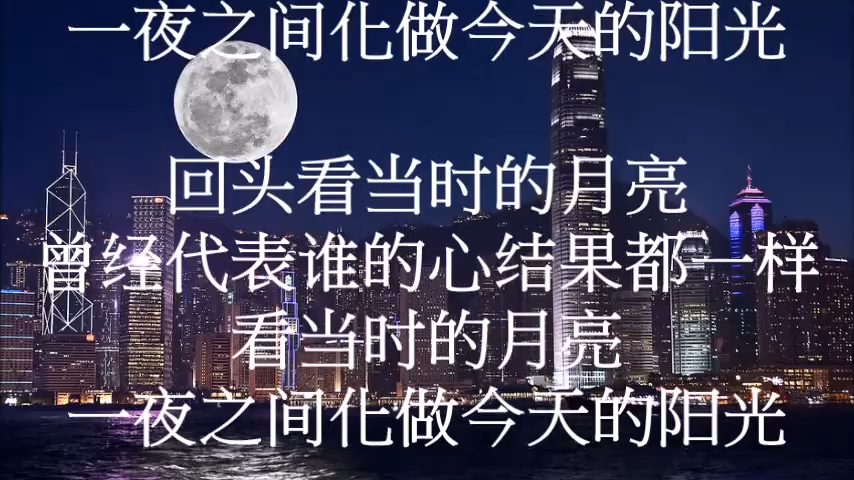 一夜之间化做今天的阳光
回头看当时的月亮
曾经代表谁的心结果都一样
看当时的月亮
一夜之间化做今天的阳光